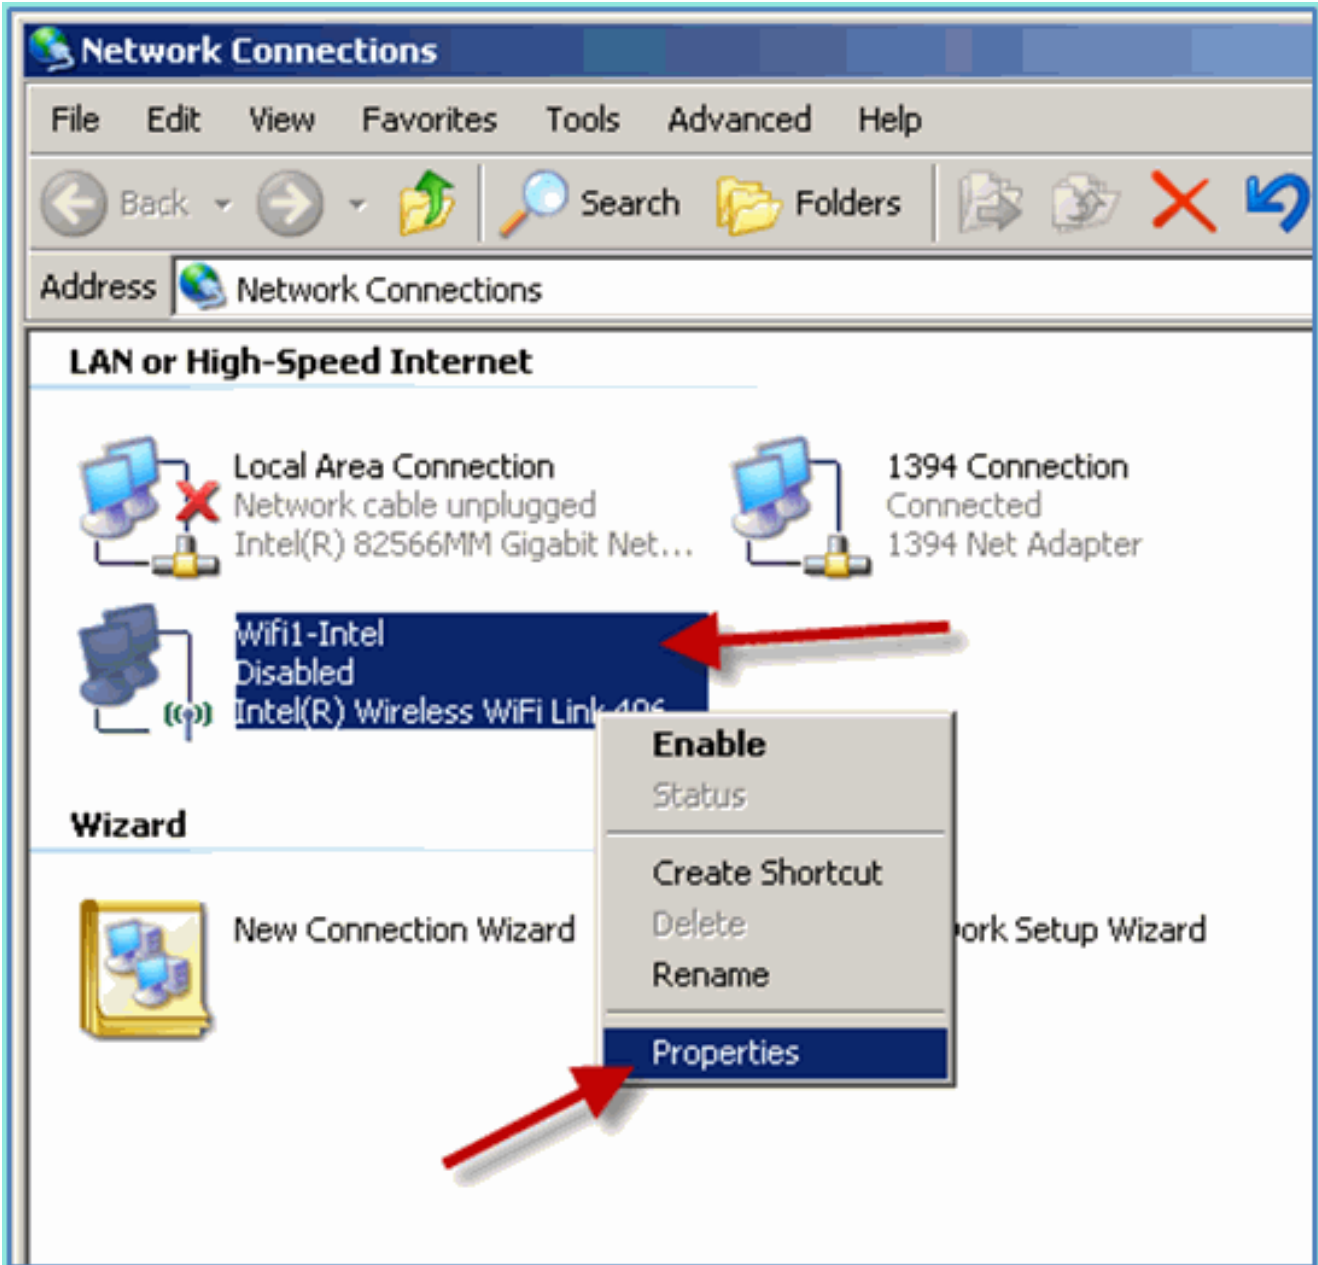 Network Connections
File Edit View Favorites Tools Advanced Help
Back Search Folders
Address Network Connections
LAN or High-Speed Internet
Local Area Connection
Network cable unplugged
Intel(R) 82566MM Gigabit Net...
1394 Connection
Connected
1394 Net Adapter
Wifi1-Intel
Disabled
Intel(R) Wireless WiFi Link
Enable
Status
Create Shortcut
Delete
Rename
Properties
Wizard
New Connection Wizard
Setup Wizard